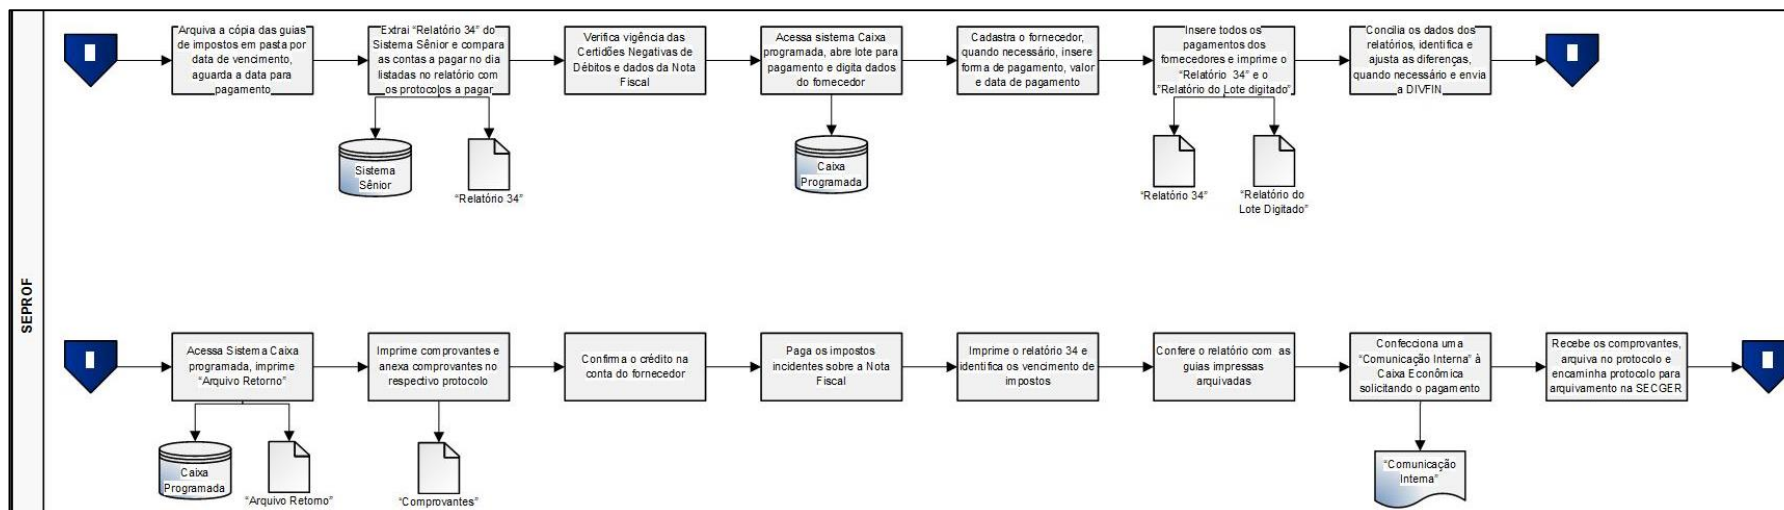 SEPROF
Arquiva a cópia das guias
de impostos em pasta por
data de vencimento,
aguarda a data para
pagamento
Extrai “Relatório 34” do
Sistema Sênior e compara
as contas a pagar no dia
listadas no relatório com
os protocolos a pagar
Verifica vigência das
Certidões Negativas de
Débitos e dados da Nota
Fiscal
Acessa sistema Caixa
programada, abre lote para
pagamento e digita dados
do fornecedor
Cadastra o fornecedor,
quando necessário, insere
forma de pagamento, valor
e data de pagamento
Insere todos os
pagamentos dos
fornecedores e imprime o
“Relatório 34” e o
”Relatório do Lote digitado”
Concilia os dados dos
relatórios, identifica e
ajusta as diferenças,
quando necessário e envia
a DIVFIN
Sistema
Sênior
“Relatório 34”
Caixa
Programada
“Relatório 34”
“Relatório do
Lote Digitado”
Acessa Sistema Caixa
programada, imprime
“Arquivo Retorno”
Imprime comprovantes e
anexa comprovantes no
respectivo protocolo
Confirma o crédito na
conta do fornecedor
Paga os impostos
incidentes sobre a Nota
Fiscal
Imprime o relatório 34 e
identifica os vencimento de
impostos
Confere o relatório com as
guias impressas
arquivadas
Confecciona uma
“Comunicação Interna” à
Caixa Econômica
solicitando o pagamento
Recebe os comprovantes,
arquiva no protocolo e
encaminha protocolo para
arquivamento na SECGER
Caixa
Programada
“Arquivo Retorno”
“Comprovantes”
“Comunicação
Interna”